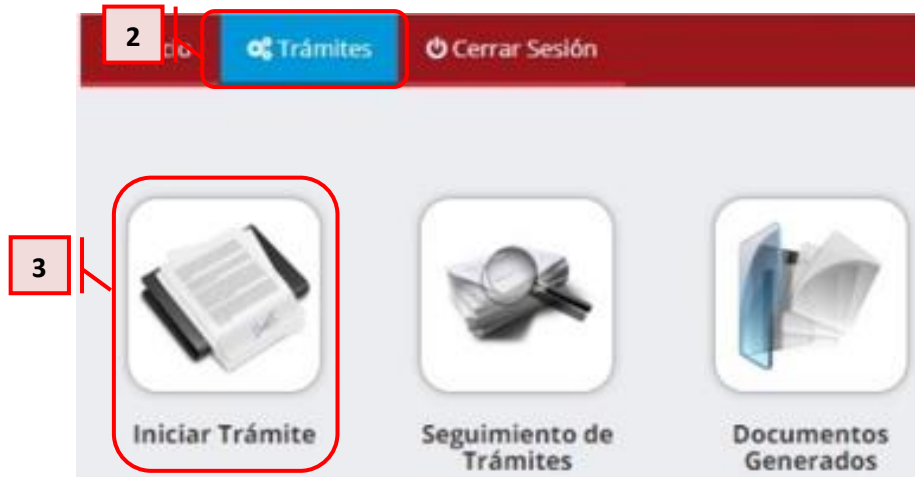 2
Trámites
Cerrar Sesión
3
Iniciar Trámite
Seguimiento de
Trámites
Documentos
Generados